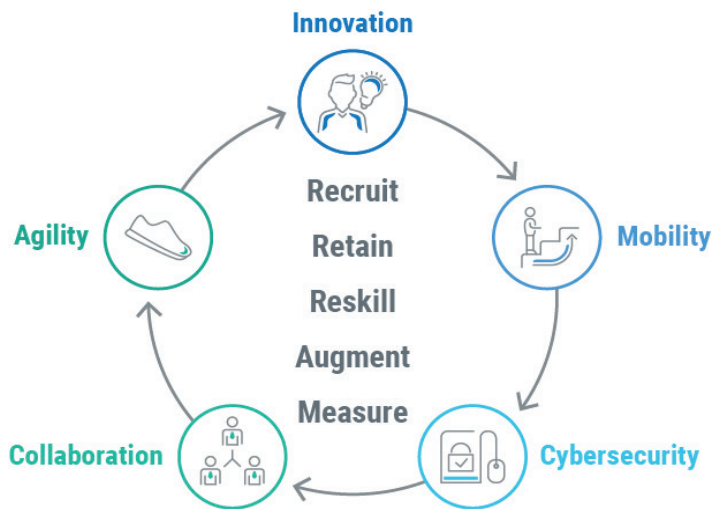 Innovation
Recruit
Agility
Retain
Mobility
Reskill
Augment
Measure
Collaboration
Cybersecurity